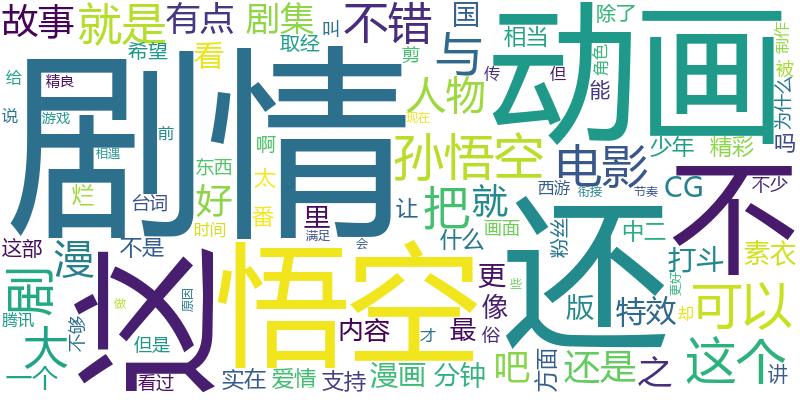 故事
就是
有点
剧集
不错
国
与
除了
相当
角色
制作
被
动画
希望
取经
叫
剪
看
给
精良
说
游戏
前
剧情
人物
传
但
能
为什么
吗
现在
孙悟空
电影
少年
精彩
相遇
啊
东西
太
烂
台词
好
番
里
让
把
就
西游
衔接
节奏
CG
不
不少
时间
满足
会
什么
画面
粉丝
还
中二
这部
漫
不是
凶
悟空
更
像
版
打斗
特效
素衣
更好
却
可以
剧
腾讯
大
不够
做
原因
但是
内容
才
最
俗
些
一个
看过
实在
爱情
支持
漫画
分钟
吧
方面
还是
之
这个
讲